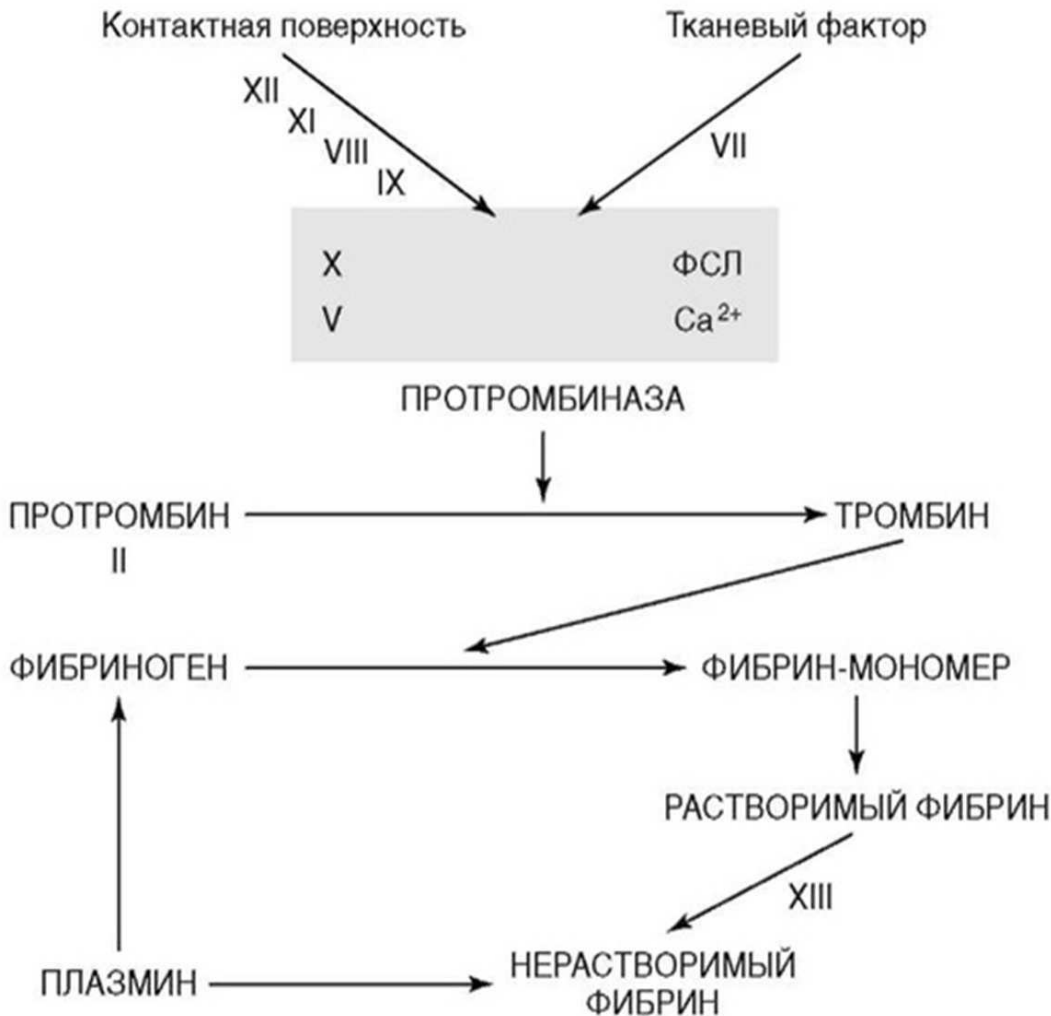 Контактная поверхность
Тканевый фактор
XII
XI
VIII
IX
VII
X
ФСЛ
V
Ca²⁺
ПРОТРОМБИНАЗА
ПРОТРОМБИН
ТРОМБИН
II
ФИБРИНОГЕН
ФИБРИН-МОНОМЕР
РАСТВОРИМЫЙ ФИБРИН
XIII
ПЛАЗМИН
НЕРАСТВОРИМЫЙ
ФИБРИН